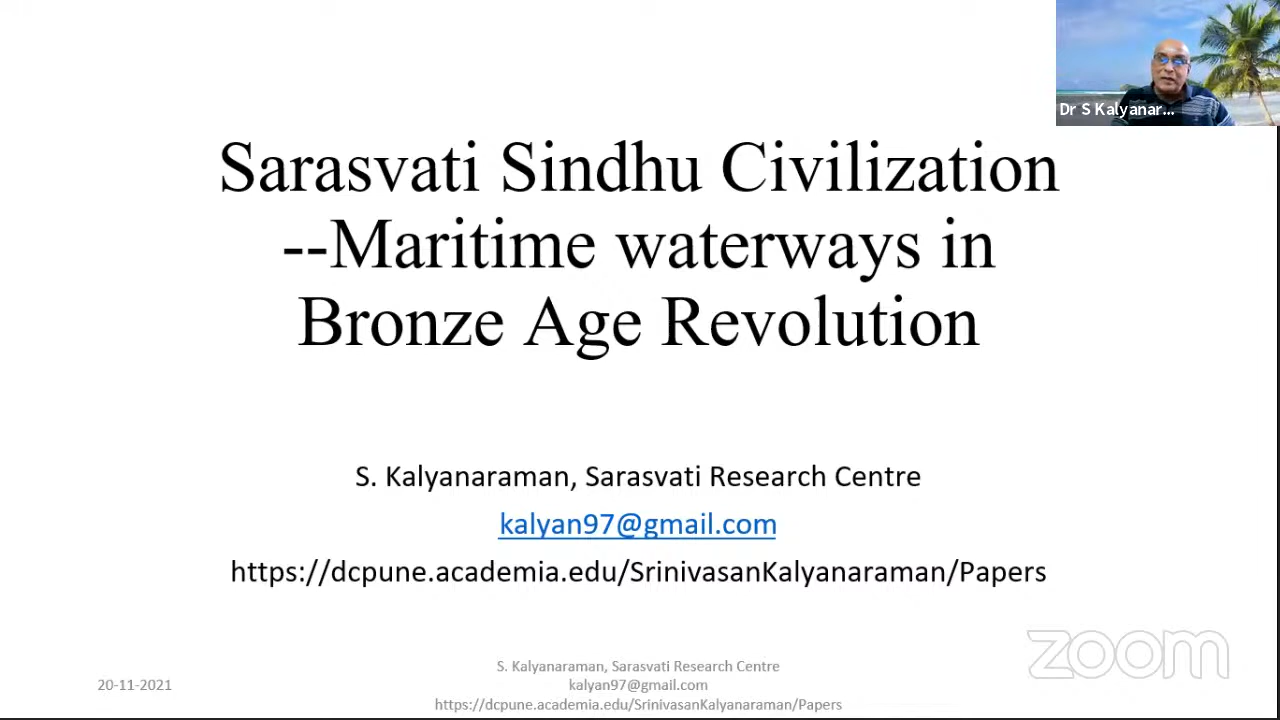 Dr S Kalyanar...
Sarasvati Sindhu Civilization
--Maritime waterways in
Bronze Age Revolution
S. Kalyanaraman, Sarasvati Research Centre
kalyan97@gmail.com
https://dcpune.academia.edu/SrinivasanKalyanaraman/Papers
zoom
20-11-2021
S. Kalyanaraman, Sarasvati Research Centre
kalyan97@gmail.com
https://dcpune.academia.edu/SrinivasanKalyanaraman/Papers